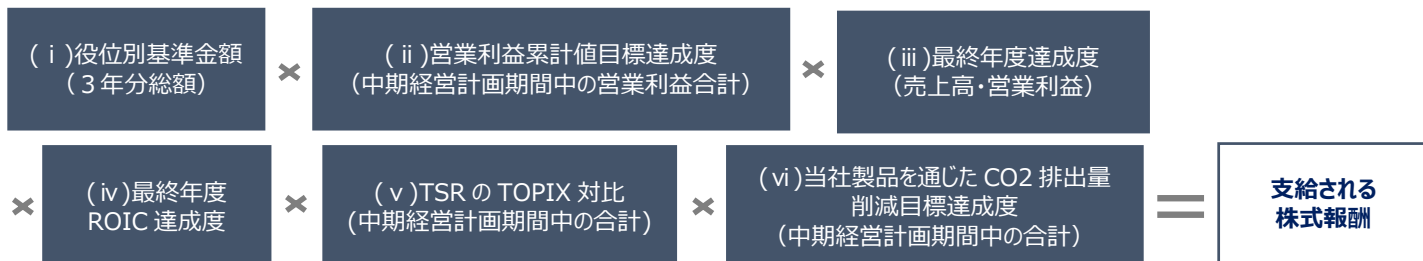 (ⅰ)役位別基準金額
(３年分総額)
×
(ⅱ)営業利益累計値目標達成度
(中期経営計画期間中の営業利益合計)
×
(ⅲ)最終年度達成度
(売上高・営業利益)
×
(ⅳ)最終年度
ROIC 達成度
×
(ⅴ)TSR の TOPIX 対比
(中期経営計画期間中の合計)
×
(ⅵ)当社製品を通じた CO2 排出量
削減目標達成度
(中期経営計画期間中の合計)
＝
支給される
株式報酬